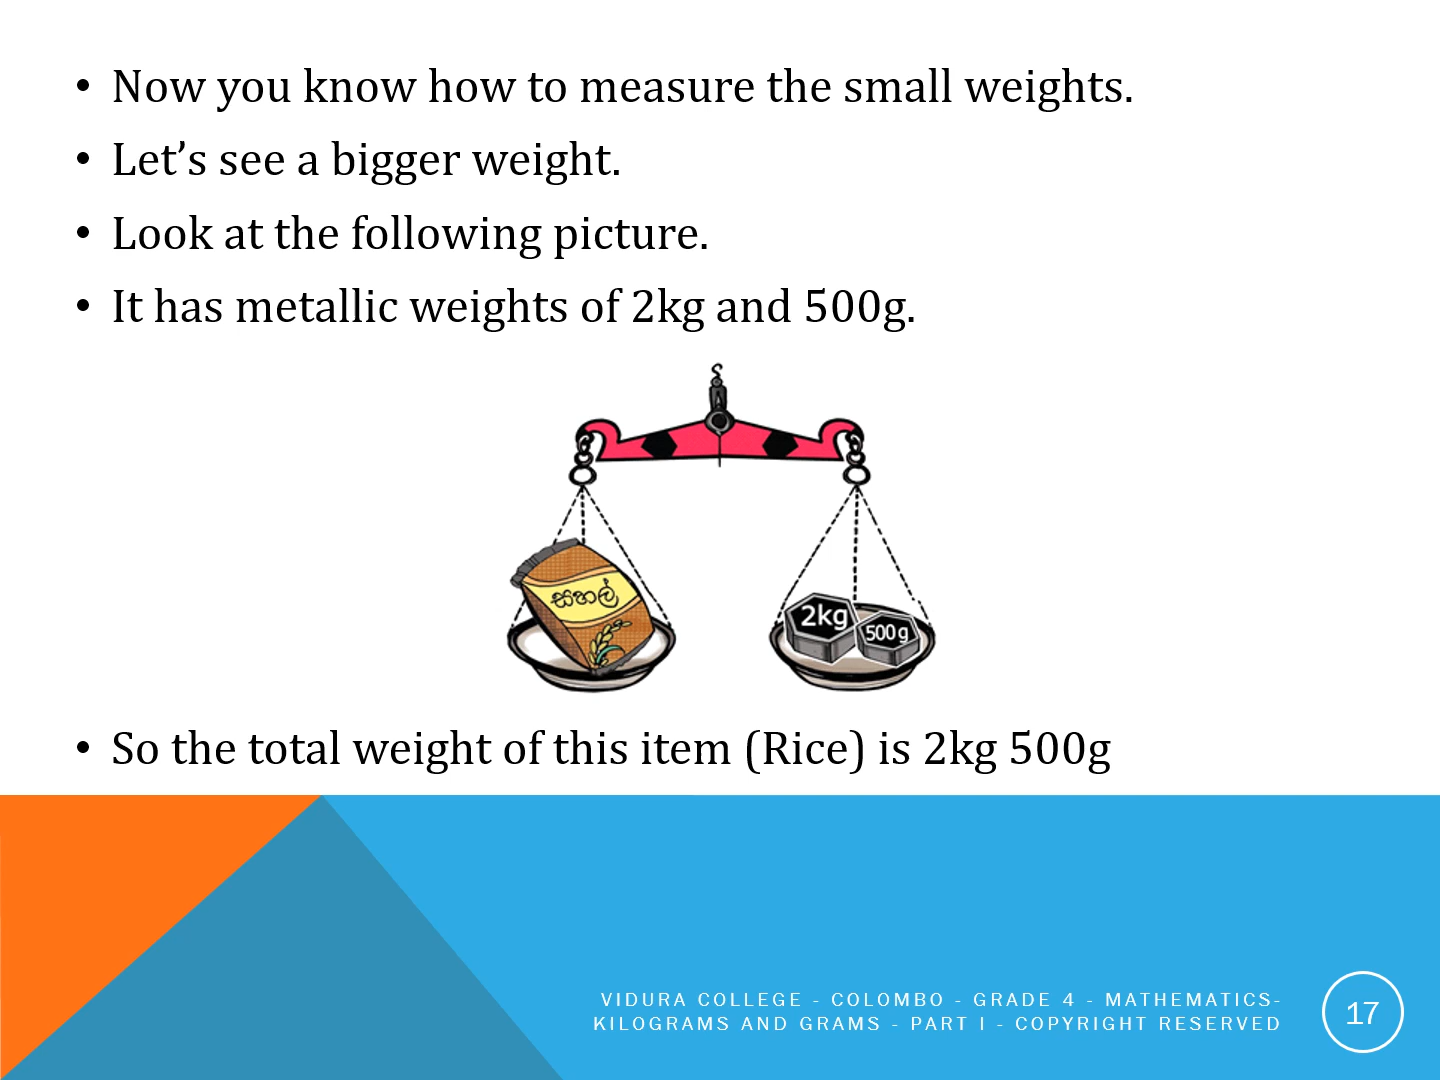 • Now you know how to measure the small weights.
• Let’s see a bigger weight.
• Look at the following picture.
• It has metallic weights of 2kg and 500g.
සහල්
2kg
500g
• So the total weight of this item (Rice) is 2kg 500g
VIDURA COLLEGE - COLOMBO - GRADE 4 - MATHEMATICS-
KILOGRAMS AND GRAMS - PART I - COPYRIGHT RESERVED
17